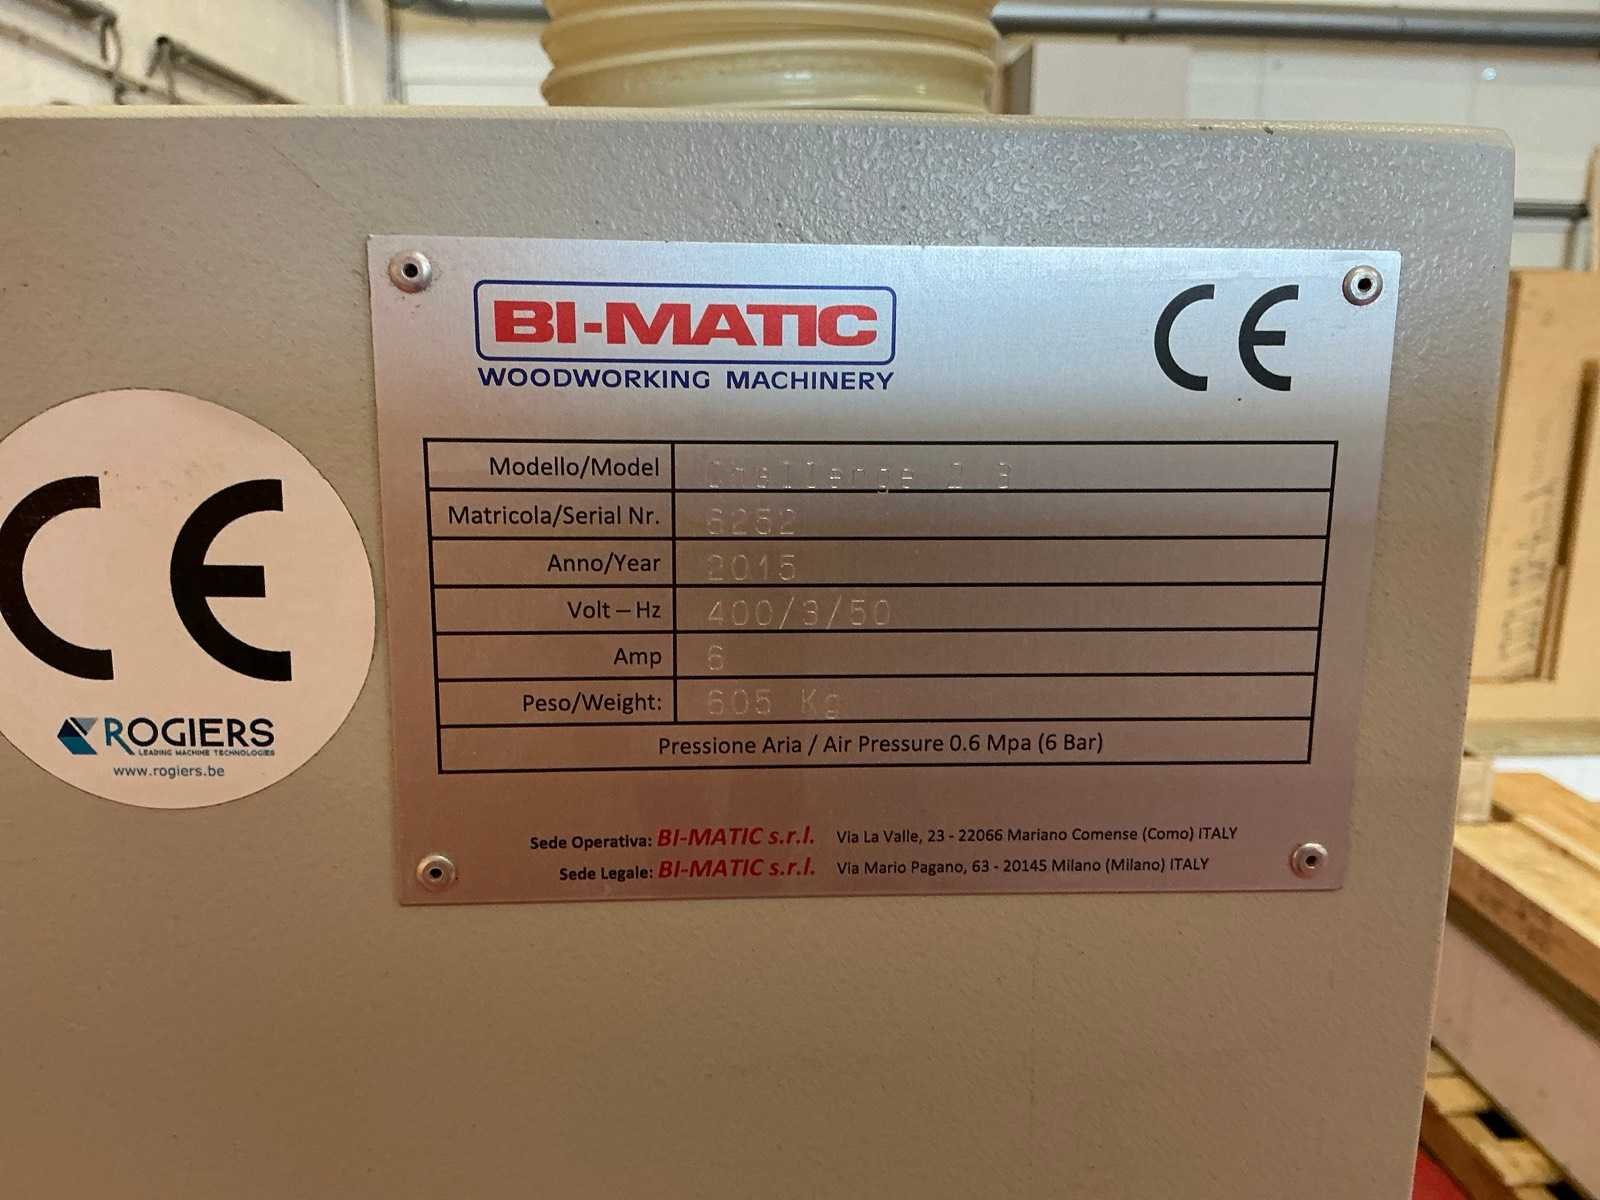 BI-MATIC
WOODWORKING MACHINERY
CE
Modello/Model Challenge
Matricola/Serial Nr. 6252
Anno/Year 2015
Volt – Hz 400/3/50
Amp 6
Peso/Weight: 605 Kg
Pressione Aria / Air Pressure 0.6 Mpa (6 Bar)
Sede Operativa: BI-MATIC s.r.l. Via La Valle, 23 - 22066 Mariano Comense (Como) ITALY
Sede Legale: BI-MATIC s.r.l. Via Mario Pagano, 63 - 20145 Milano (Milano) ITALY
CE
ROGIERS
LEADING MACHINE TECHNOLOGIES
www.rogiers.be